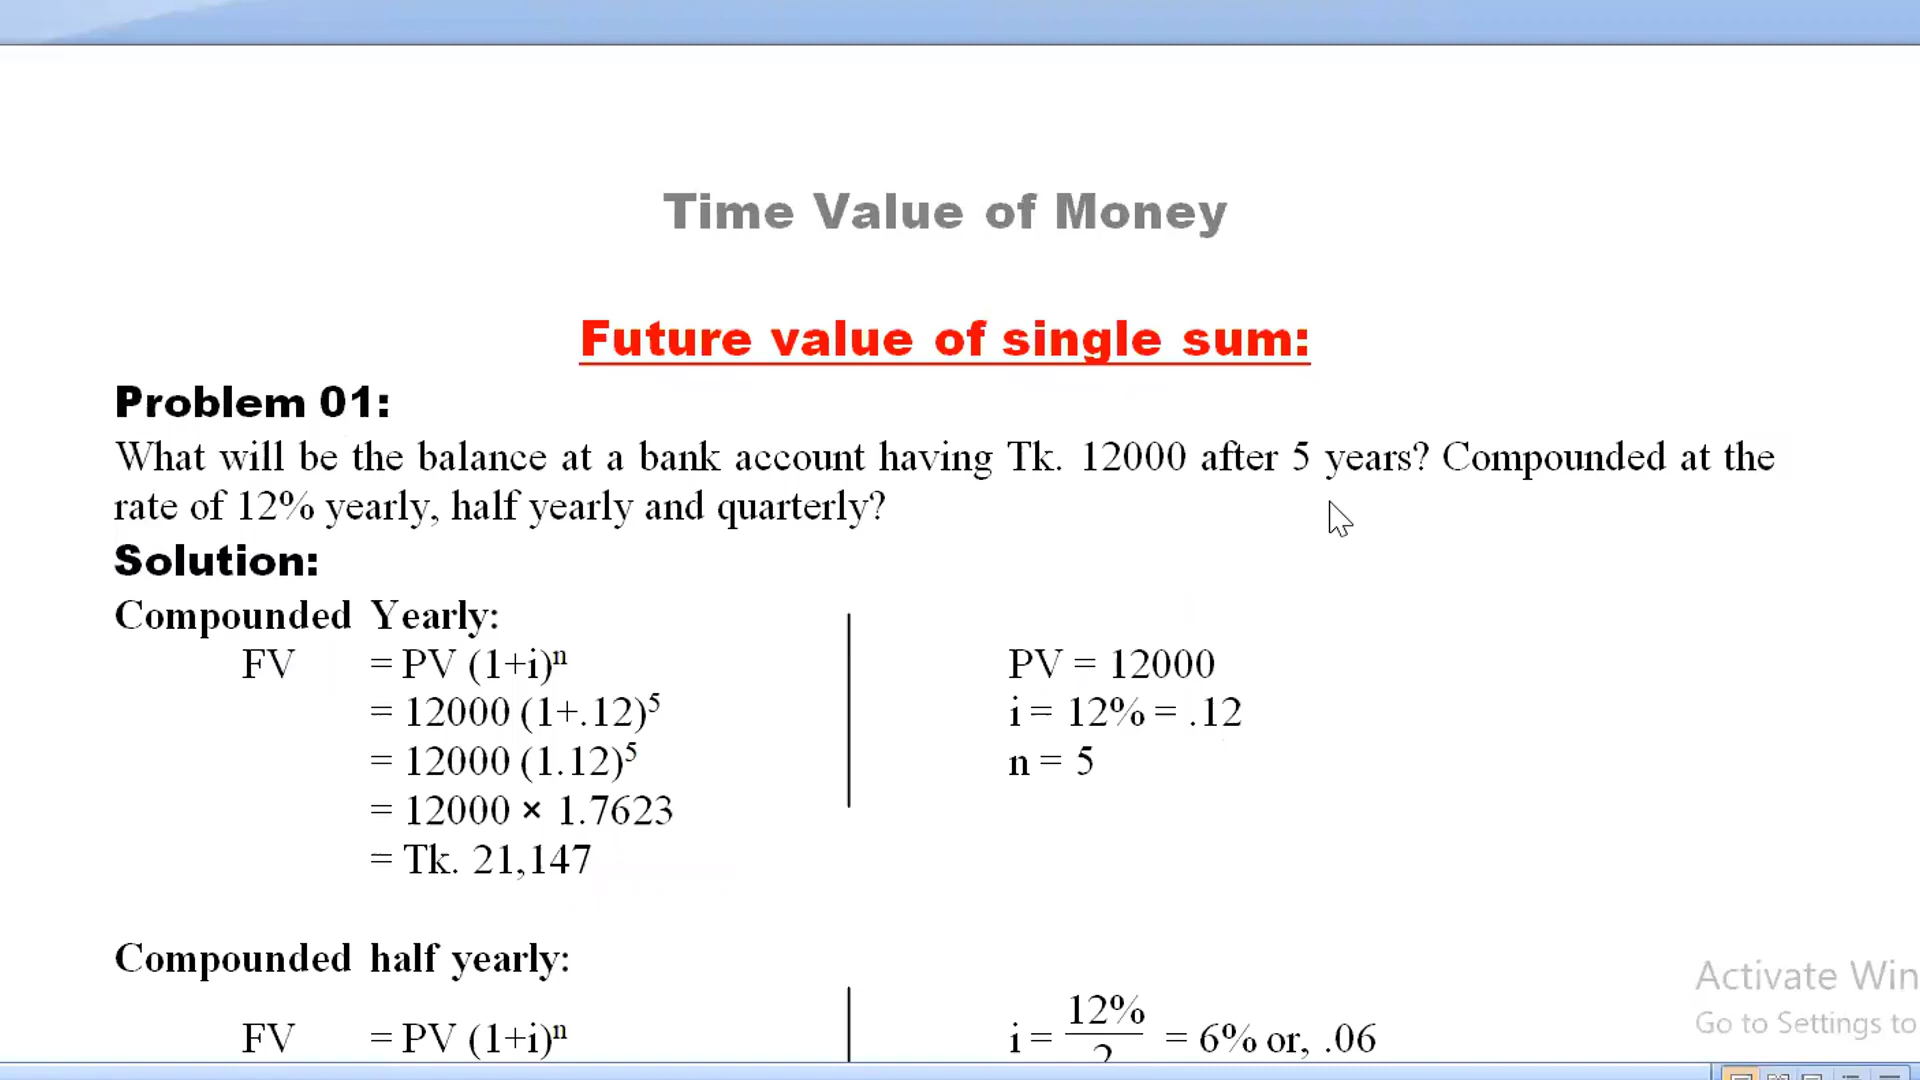 Time Value of Money
Future value of single sum:
Problem 01:
What will be the balance at a bank account having Tk. 12000 after 5 years? Compounded at the
rate of 12% yearly, half yearly and quarterly?
Solution:
Compounded Yearly:
FV = PV (1+i)ⁿ
= 12000 (1+.12)⁵
= 12000 (1.12)⁵
= 12000 × 1.7623
= Tk. 21,147
PV = 12000
i = 12% = .12
n = 5
Compounded half yearly:
FV = PV (1+i)ⁿ
i = 12%/2 = 6% or, .06
Activate Win
Go to Settings to